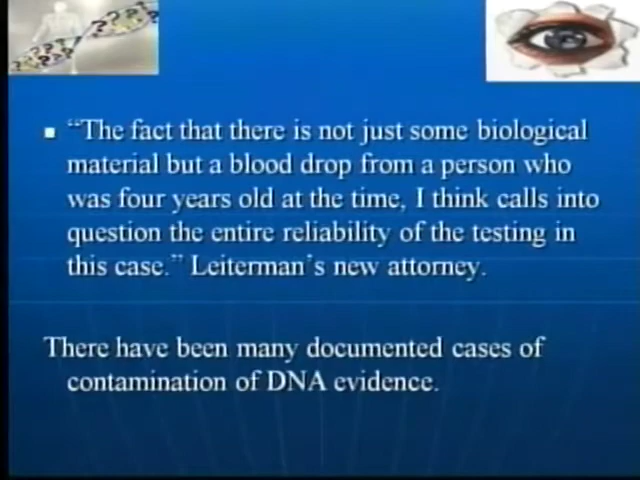 "The fact that there is not just some biological
material but a blood drop from a person who
was four years old at the time, I think calls into
question the entire reliability of the testing in
this case." Leiterman's new attorney.
There have been many documented cases of
contamination of DNA evidence.